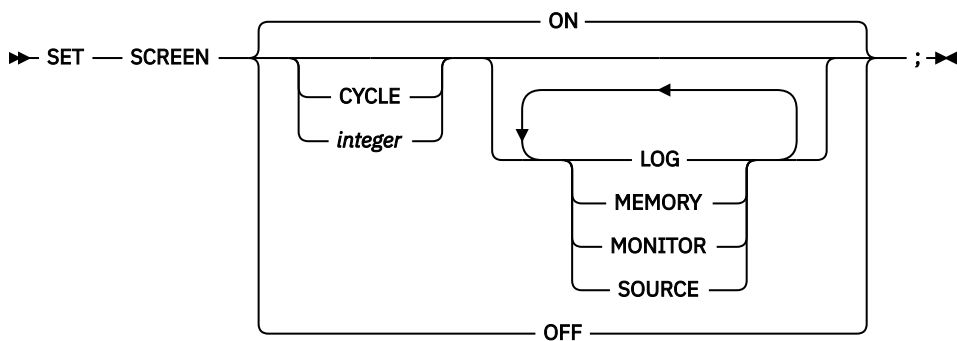 ON
SET SCREEN ;
CYCLE
integer
LOG
MEMORY
MONITOR
SOURCE
OFF